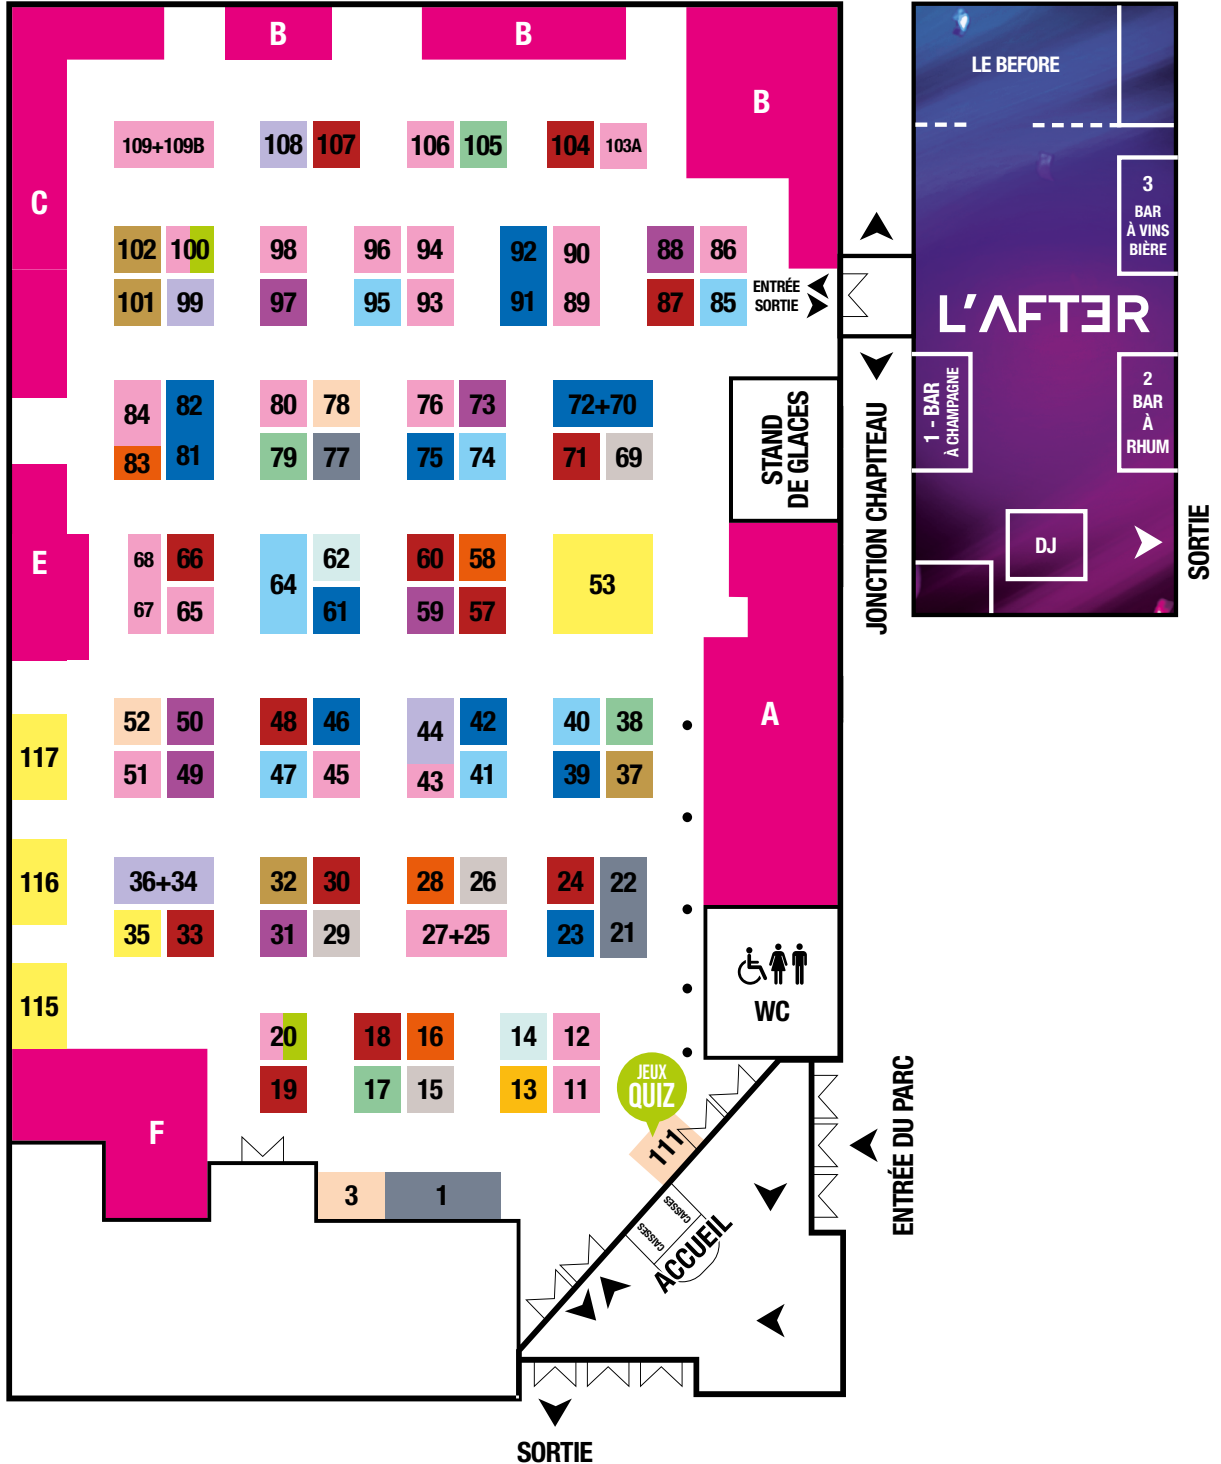 B
B
B
LE BEFORE
109+109B
108
107
106
105
104
103A
C
3
BAR
À VINS
BIÈRE
102
100
98
96
94
92
90
88
86
101
99
97
95
93
91
89
87
85
ENTRÉE
SORTIE
L'AFTER
84
82
80
78
76
73
72+70
83
81
79
77
75
74
71
69
STAND
DE GLACES
JONCTION CHAPITEAU
1 - BAR
À CHAMPAGNE
2
BAR
À
RHUM
DJ
SORTIE
E
68
66
64
62
60
58
53
67
65
61
59
57
A
117
52
50
48
46
44
42
40
38
51
49
47
45
43
41
39
37
116
36+34
32
30
28
26
24
22
35
33
31
29
27+25
23
21
WC
115
20
18
16
14
12
19
17
15
13
11
JEUX
QUIZ
111
F
3
1
CAISSES
CAISSES
ACCUEIL
ENTRÉE DU PARC
SORTIE